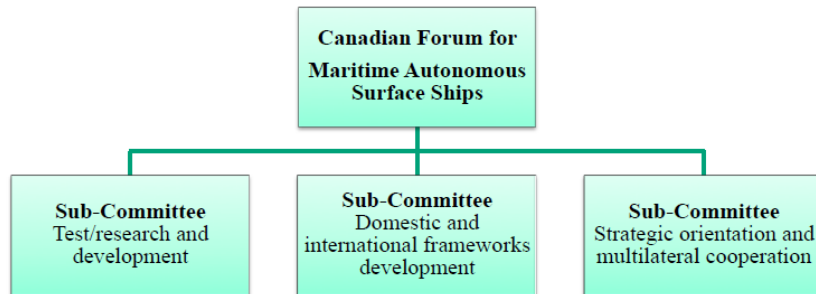 Canadian Forum for
Maritime Autonomous
Surface Ships
Sub-Committee
Test/research and
development
Sub-Committee
Domestic and
international frameworks
development
Sub-Committee
Strategic orientation and
multilateral cooperation